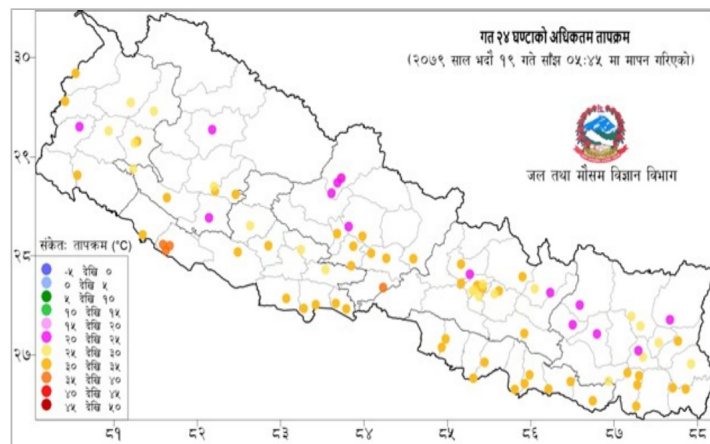 गत २४ घण्टाको अधिकतम तापक्रम
(२०७९ साल भदौ १९ गते साँझ ०५:४५ मा मापन गरिएको)
जल तथा मौसम विज्ञान विभाग
संकेतः तापक्रम (°C)
-५ देखि ०
० देखि ५
५ देखि १०
१० देखि १५
१५ देखि २०
२० देखि २५
२५ देखि ३०
३० देखि ३५
३५ देखि ४०
४० देखि ४५
४५ देखि ५०
३०
२९
२८
२७
८१ ८२ ८३ ८४ ८५ ८६ ८७ ८८